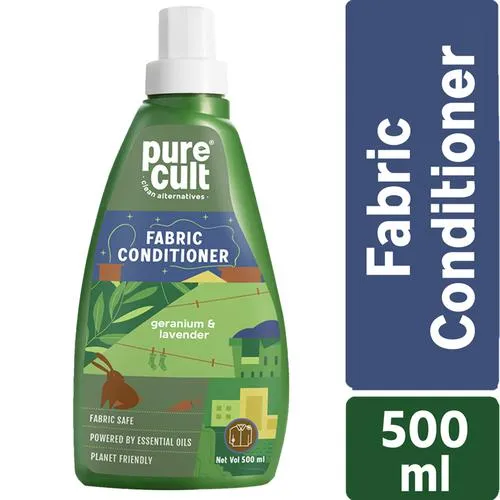 pure®
cult
· clean alternatives ·
FABRIC
CONDITIONER
geranium &
lavender
FABRIC SAFE
POWERED BY ESSENTIAL OILS
PLANET FRIENDLY
Net Vol 500 ml
Fabric
Conditioner
500
ml